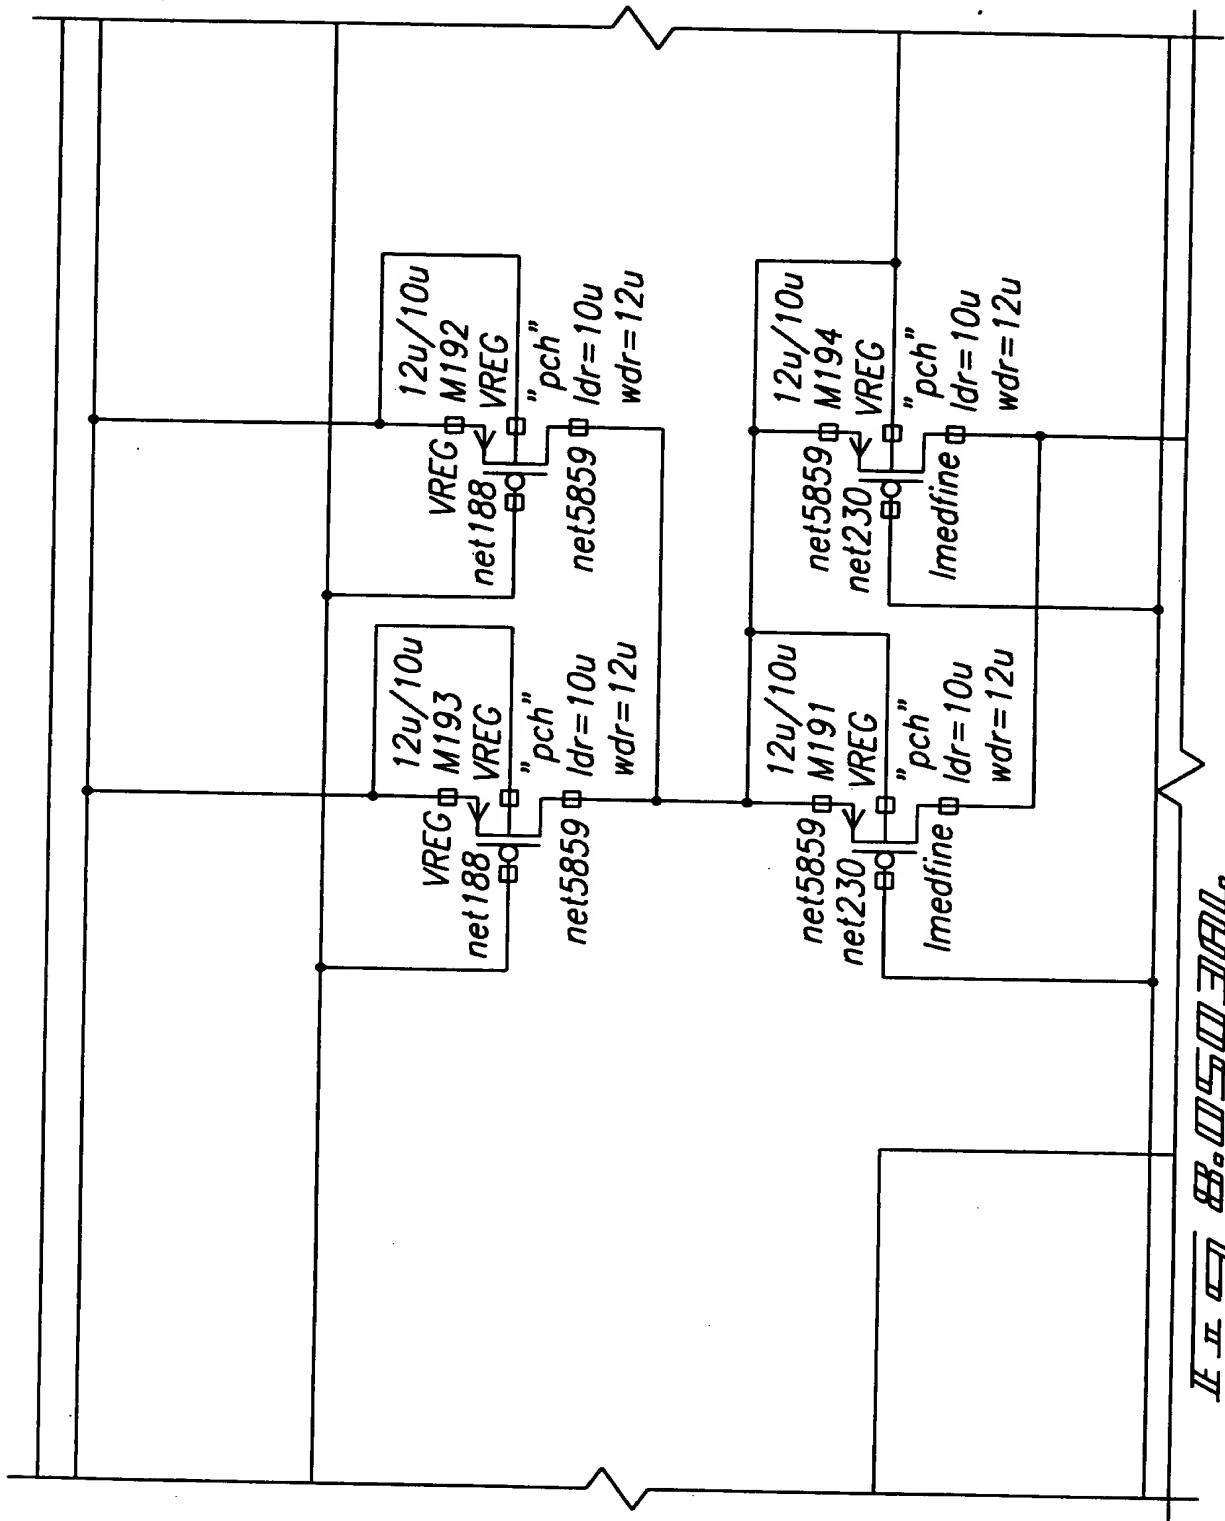 12u/10u
M193
VREG
VREG
net188
"pch"
ldr=10u
wdr=12u
net5859
12u/10u
M192
VREG
VREG
net188
"pch"
ldr=10u
wdr=12u
net5859
12u/10u
M191
VREG
net5859
net230
"pch"
ldr=10u
wdr=12u
Imedfine
12u/10u
M194
VREG
net5859
net230
"pch"
ldr=10u
wdr=12u
Imedfine